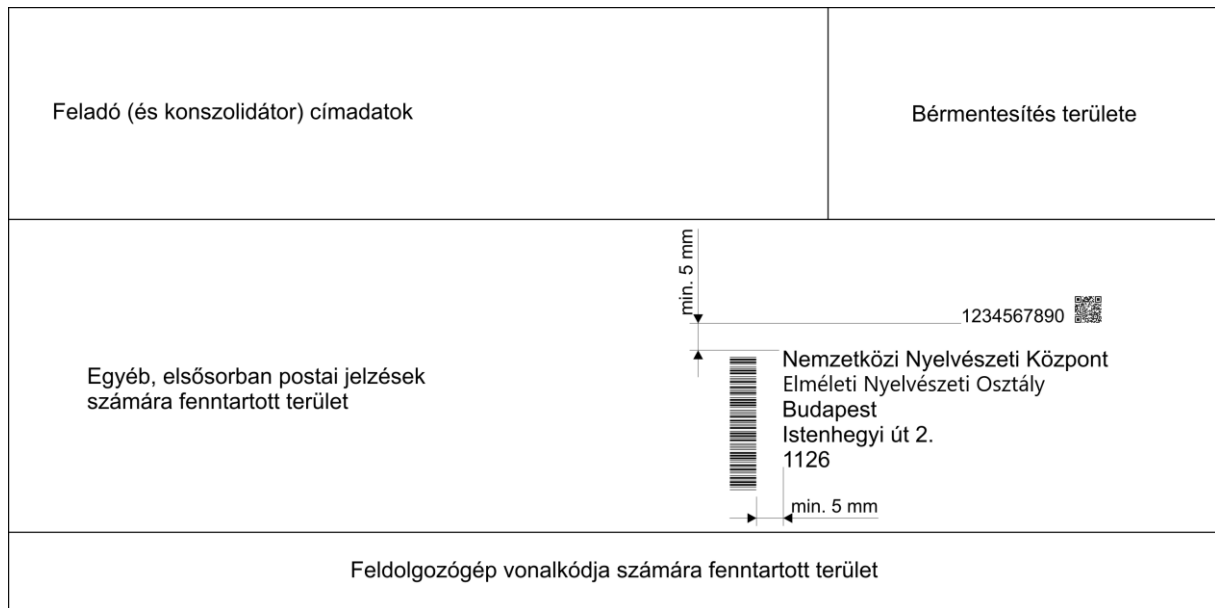 Feladó (és konszolidátor) címadatok
Bérmentesítés területe
min. 5 mm
1234567890
Egyéb, elsősorban postai jelzések
számára fenntartott terület
Nemzetközi Nyelvészeti Központ
Elméleti Nyelvészeti Osztály
Budapest
Istenhegyi út 2.
1126
min. 5 mm
Feldolgozógép vonalkódja számára fenntartott terület